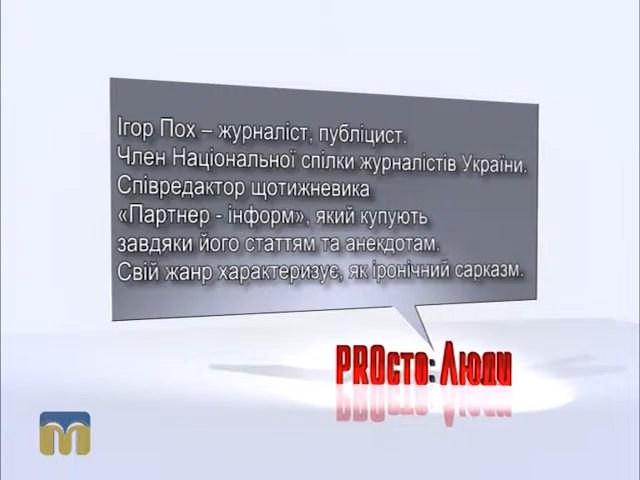 Ігор Пох – журналіст, публіцист.
Член Національної спілки журналістів України.
Співредактор щотижневика
«Партнер - інформ», який купують
завдяки його статтям та анекдотам.
Свій жанр характеризує, як іронічний сарказм.
PROсто: Люди